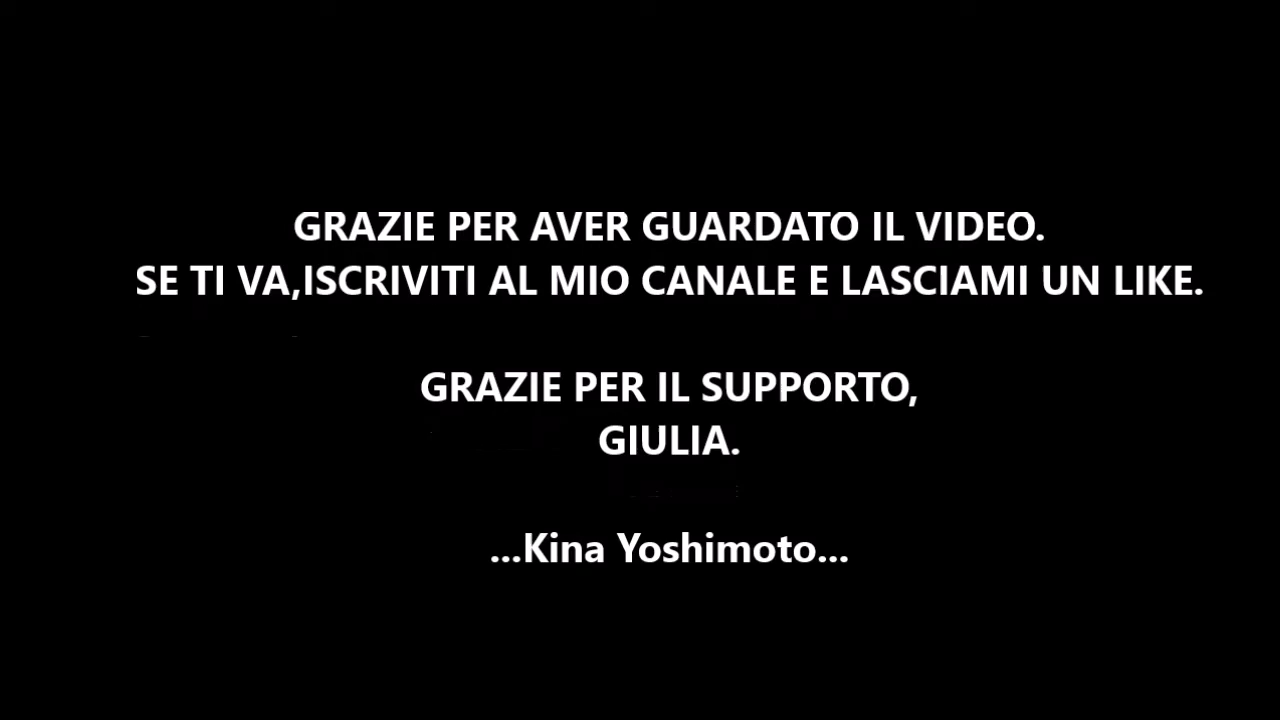 GRAZIE PER AVER GUARDATO IL VIDEO.
SE TI VA,ISCRIVITI AL MIO CANALE E LASCIAMI UN LIKE.
GRAZIE PER IL SUPPORTO,
GIULIA.
...Kina Yoshimoto...